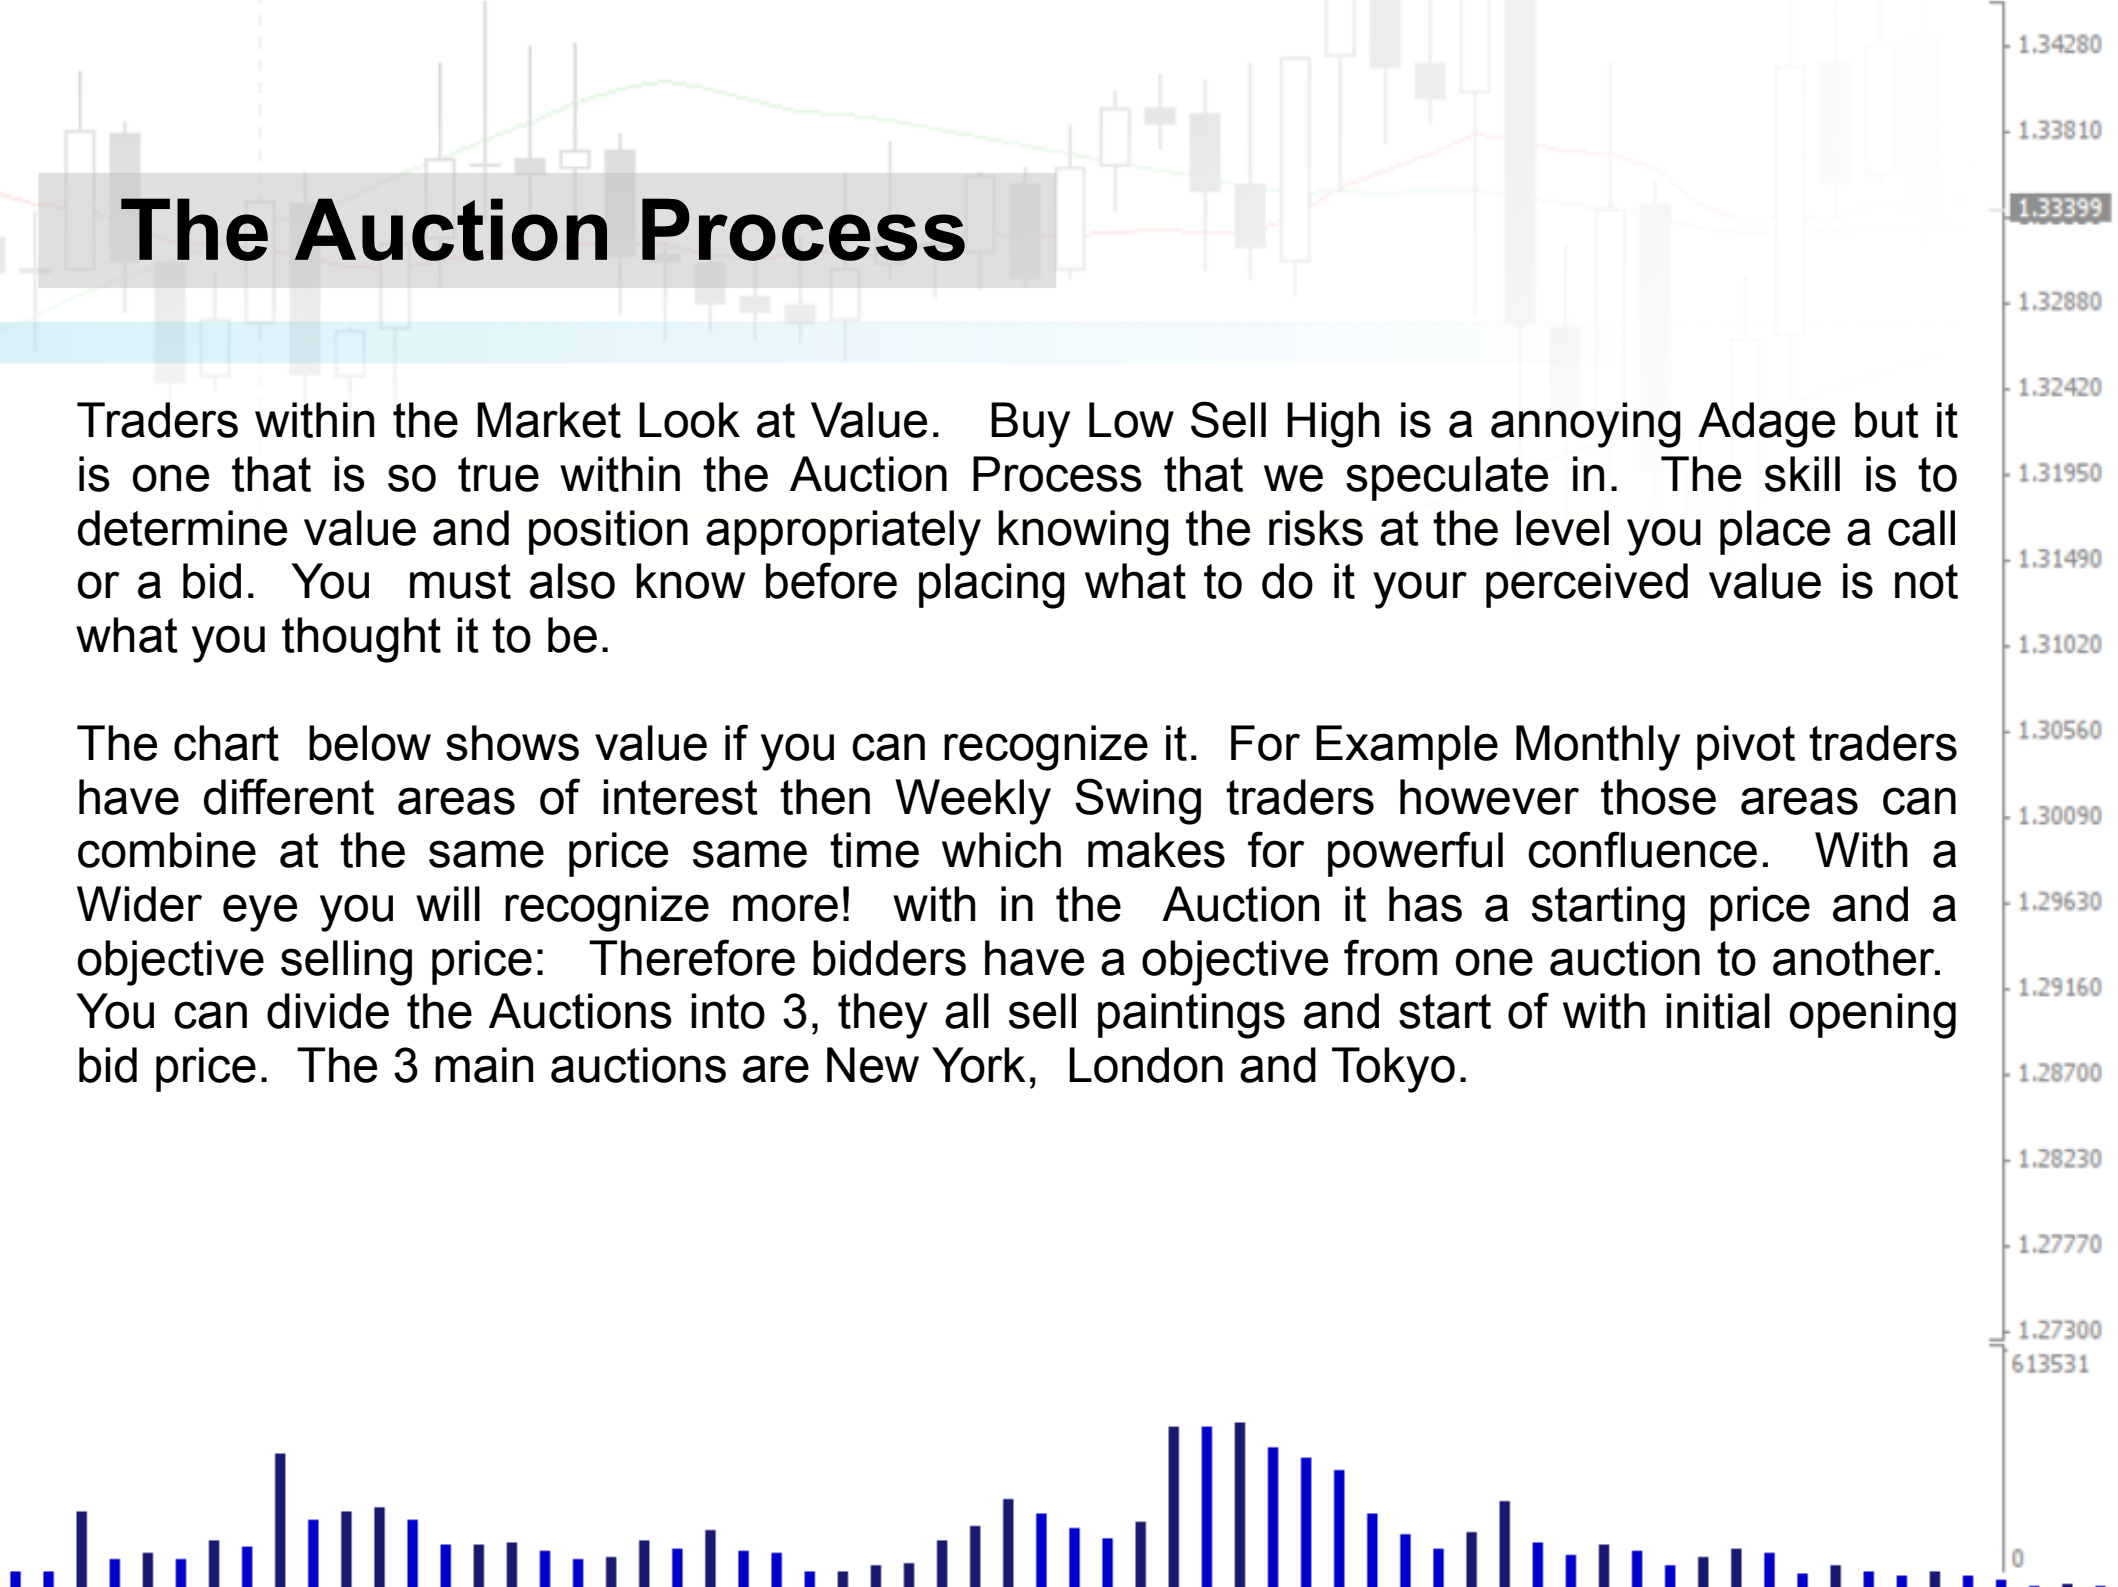 The Auction Process
Traders within the Market Look at Value.   Buy Low Sell High is a annoying Adage but it
is one that is so true within the Auction Process that we speculate in.  The skill is to
determine value and position appropriately knowing the risks at the level you place a call
or a bid.  You  must also know before placing what to do it your perceived value is not
what you thought it to be.
The chart  below shows value if you can recognize it.  For Example Monthly pivot traders
have different areas of interest then Weekly Swing traders however those areas can
combine at the same price same time which makes for powerful confluence.  With a
Wider eye you will recognize more!  with in the  Auction it has a starting price and a
objective selling price:   Therefore bidders have a objective from one auction to another.
You can divide the Auctions into 3, they all sell paintings and start of with initial opening
bid price.  The 3 main auctions are New York,  London and Tokyo.
1.34280
1.33810
1.33399
1.32880
1.32420
1.31950
1.31490
1.31020
1.30560
1.30090
1.29630
1.29160
1.28700
1.28230
1.27770
1.27300
613531
0